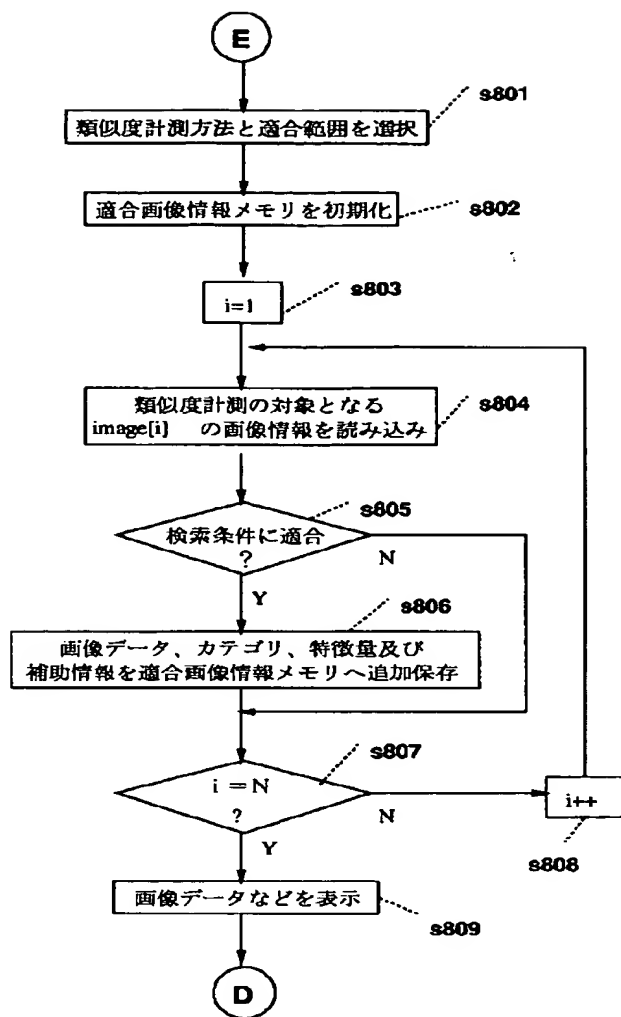 E
s801
類似度計測方法と適合範囲を選択
適合画像情報メモリを初期化
s802
s803
i=1
類似度計測の対象となる
image[i] の画像情報を読み込み
s804
s805
検索条件に適合
?
N
Y
s806
画像データ、カテゴリ、特徴量及び
補助情報を適合画像情報メモリへ追加保存
s807
i = N
?
N
i++
s808
Y
画像データなどを表示
s809
D